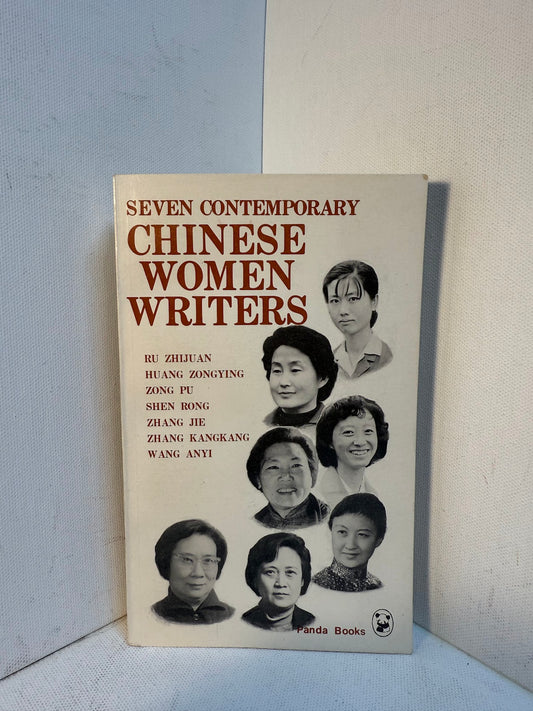 SEVEN CONTEMPORARY
CHINESE
WOMEN
WRITERS
RU ZHIJUAN
HUANG ZONGYING
ZONG PU
SHEN RONG
ZHANG JIE
ZHANG KANGKANG
WANG ANYI
Panda Books